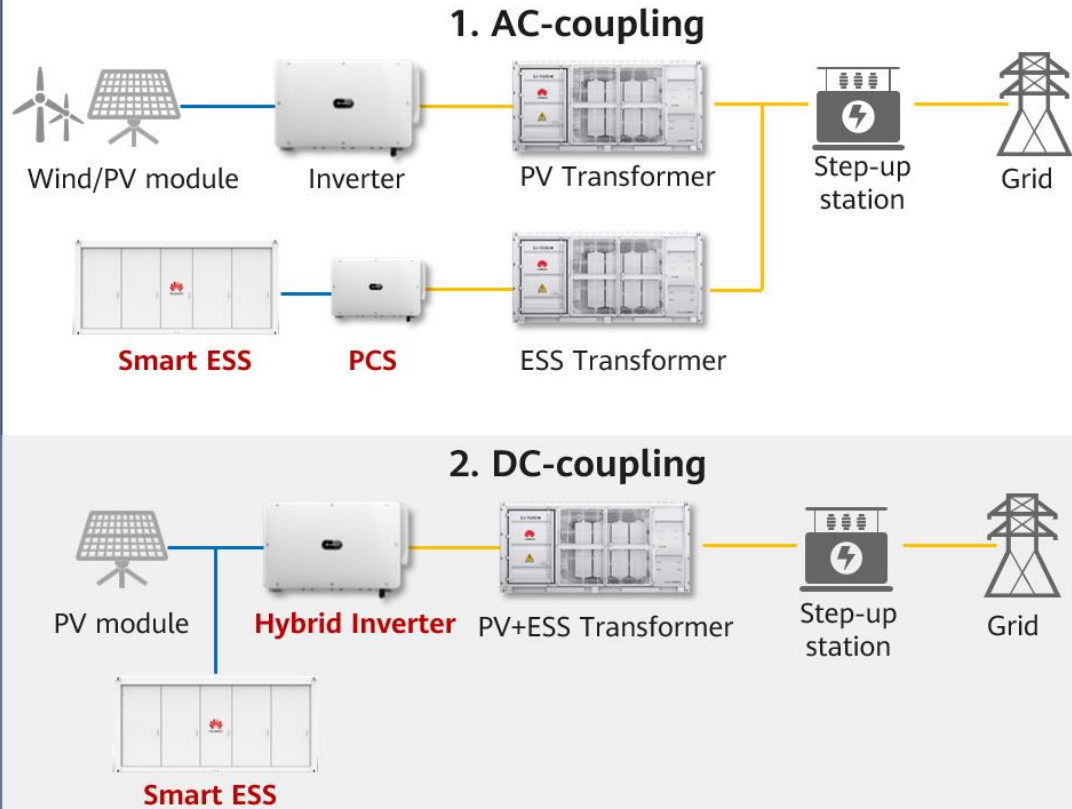 1. AC-coupling
Wind/PV module
Inverter
PV Transformer
Step-up
station
Grid
Smart ESS
PCS
ESS Transformer
2. DC-coupling
PV module
Hybrid Inverter
PV+ESS Transformer
Step-up
station
Grid
Smart ESS